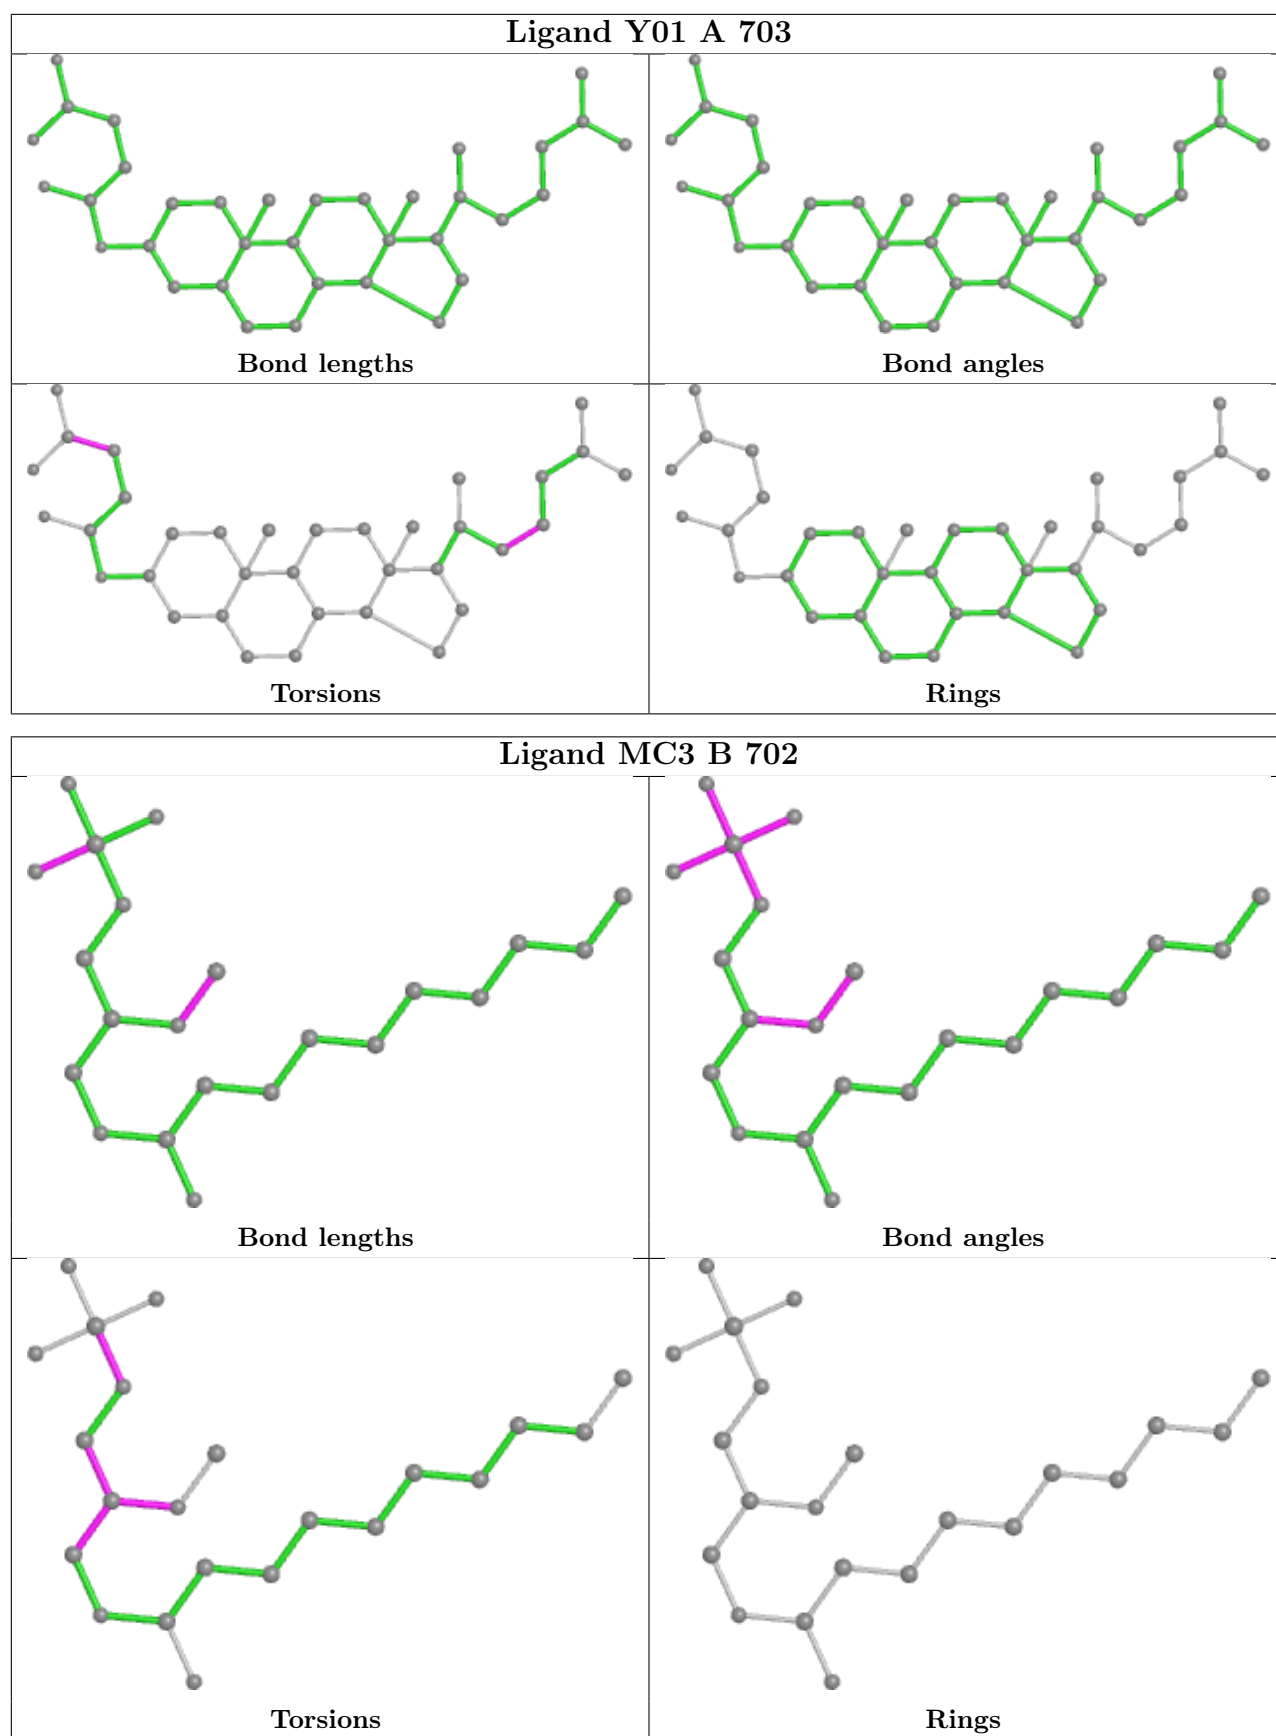 Ligand Y01 A 703
Bond lengths
Bond angles
Torsions
Rings
Ligand MC3 B 702
Bond lengths
Bond angles
Torsions
Rings